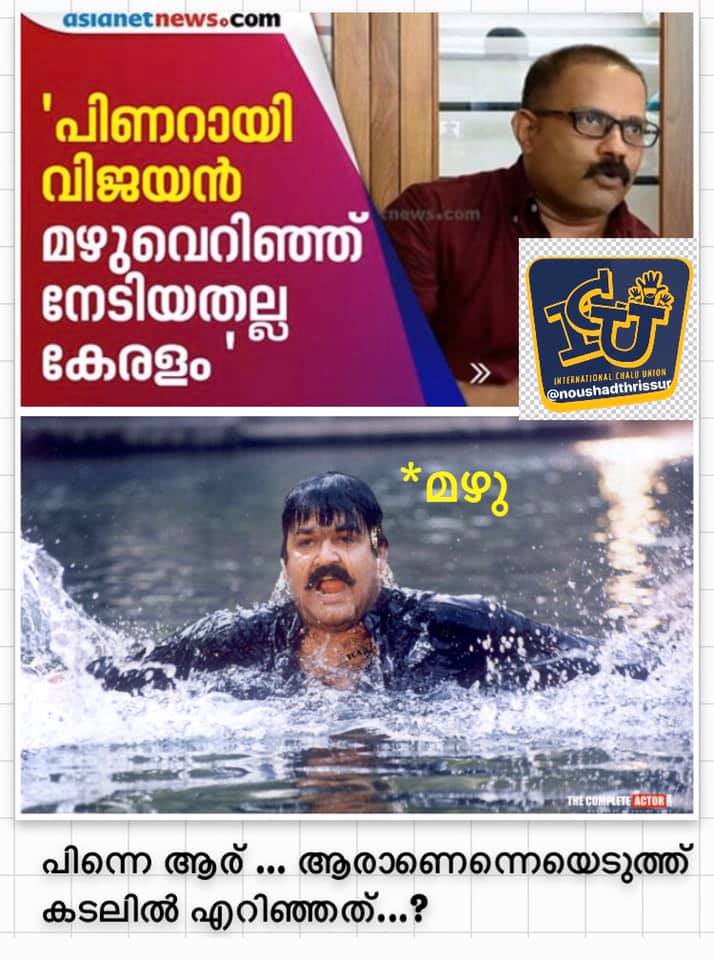 asianetnews.com
'പിണറായി
വിജയൻ
മഴുവെറിഞ്ഞ്
നേടിയതല്ല
കേരളം '
news.com
ICU
INTERNATIONAL CHALU UNION
@noushadthrissur
*മഴു
THE COMPLETE ACTOR
പിന്നെ ആര് ... ആരാണെന്നെയെടുത്ത്
കടലിൽ എറിഞ്ഞത്...?